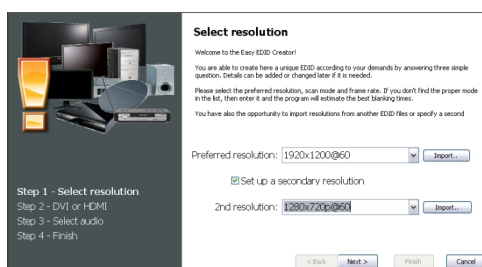 Select resolution
Welcome to the Easy EDID Creator!
You are able to create here a unique EDID according to your demands by answering three simple
question. Details can be added or changed later if it is needed.
Please select the preferred resolution, scan mode and frame rate. If you don't find the proper mode
in the list, then enter it and the program will estimate the best blanking times.
You have also the opportunity to import resolutions from another EDID files or specify a second
Preferred resolution: 1920x1200@60 Import..
Set up a secondary resolution
2nd resolution: 1280x720p@60 Import..
Step 1 - Select resolution
Step 2 - DVI or HDMI
Step 3 - Select audio
Step 4 - Finish
< Back Next > Finish Cancel